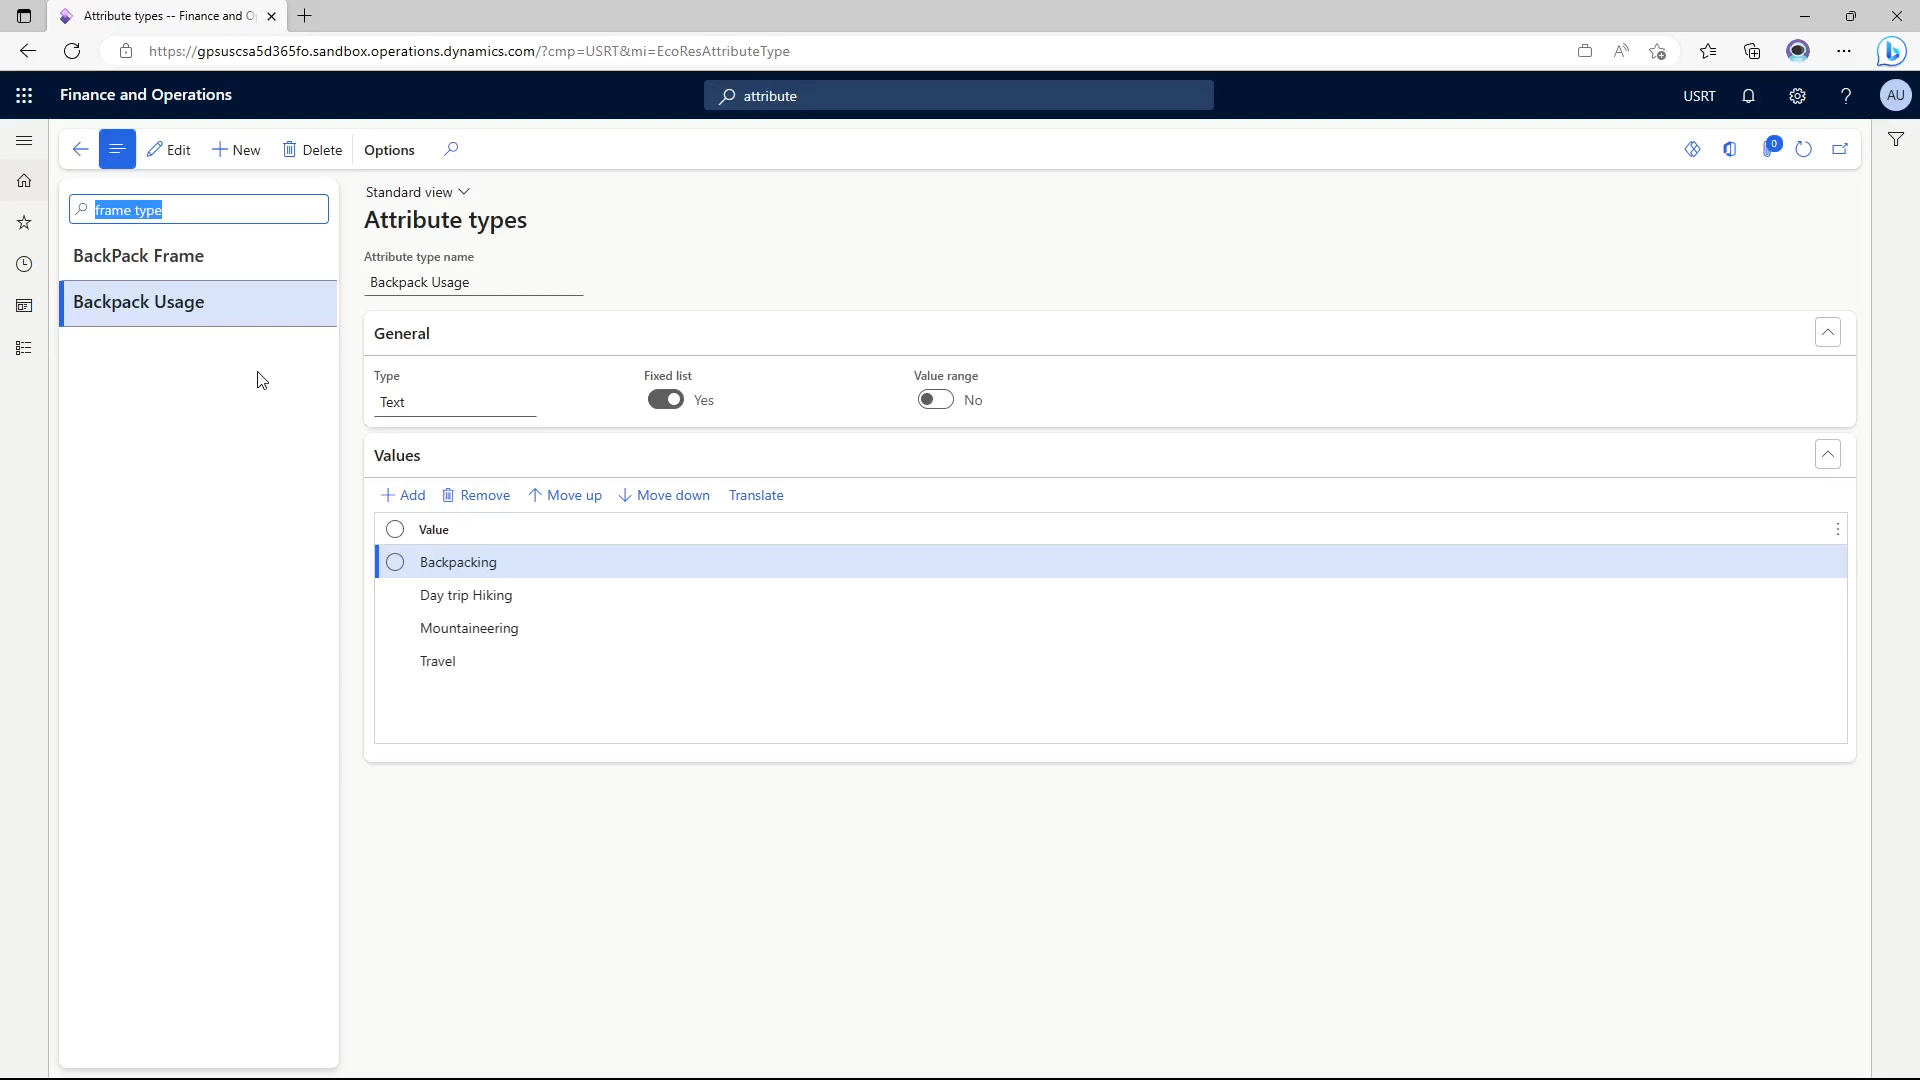 Attribute types -- Finance and O
https://gpsuscsa5d365fo.sandbox.operations.dynamics.com/?cmp=USRT&mi=EcoResAttributeType
Finance and Operations
attribute
USRT
AU
Edit
New
Delete
Options
0
frame type
BackPack Frame
Backpack Usage
Standard view
Attribute types
Attribute type name
Backpack Usage
General
Type
Fixed list
Value range
Text
Yes
No
Values
Add
Remove
Move up
Move down
Translate
Value
Backpacking
Day trip Hiking
Mountaineering
Travel